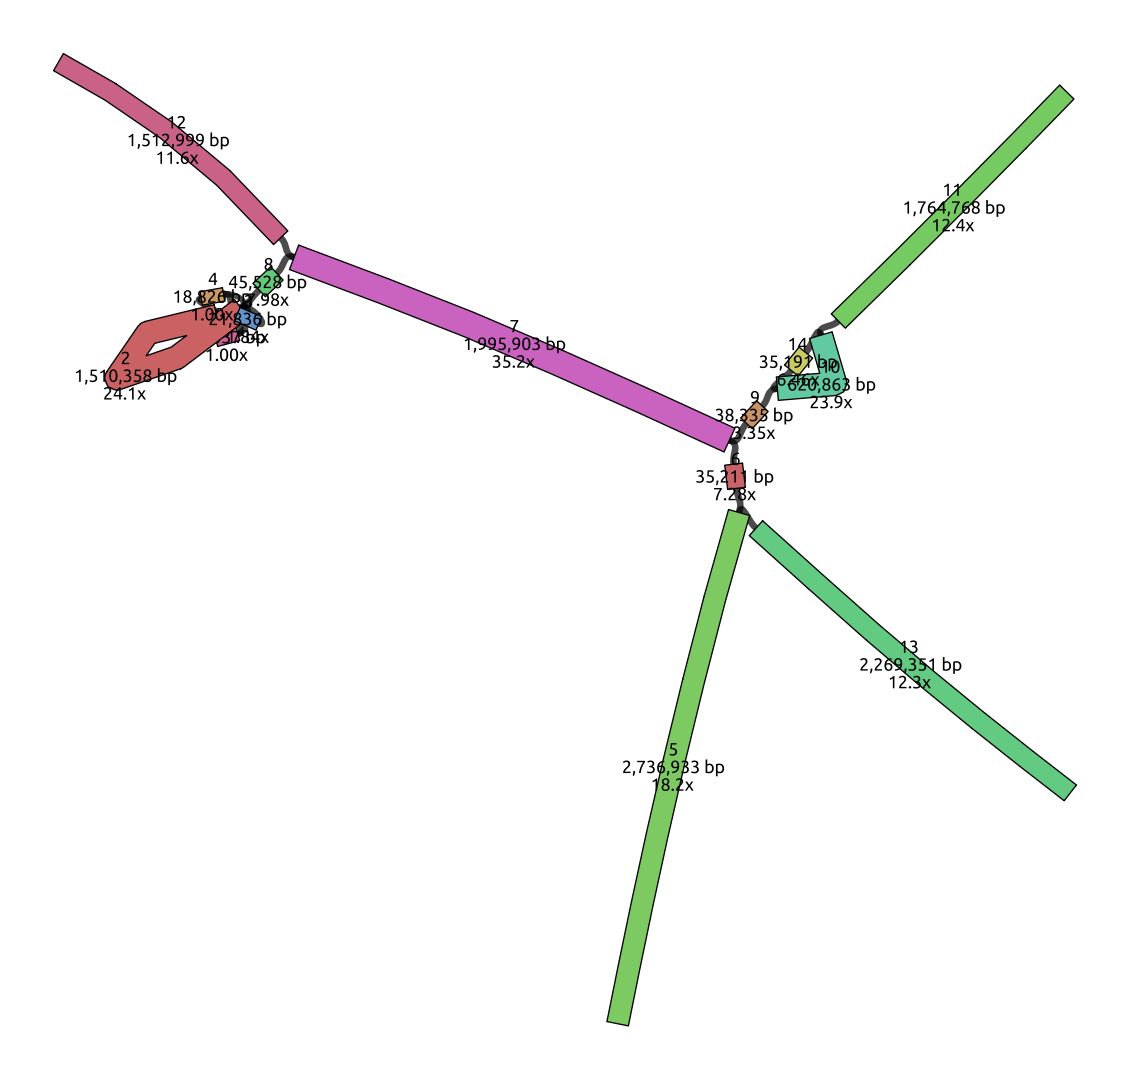 12
1,512,999 bp
11.6x
11
1,764,768 bp
12.4x
8
45,528 bp
4
18,826 bp
1.00x
21,836 bp
1.00x
2
1,510,358 bp
24.1x
7
1,995,903 bp
35.2x
14
35,191 bp
10
620,863 bp
23.9x
9
38,335 bp
3.35x
6
35,211 bp
7.28x
13
2,269,351 bp
12.3x
5
2,736,933 bp
18.2x